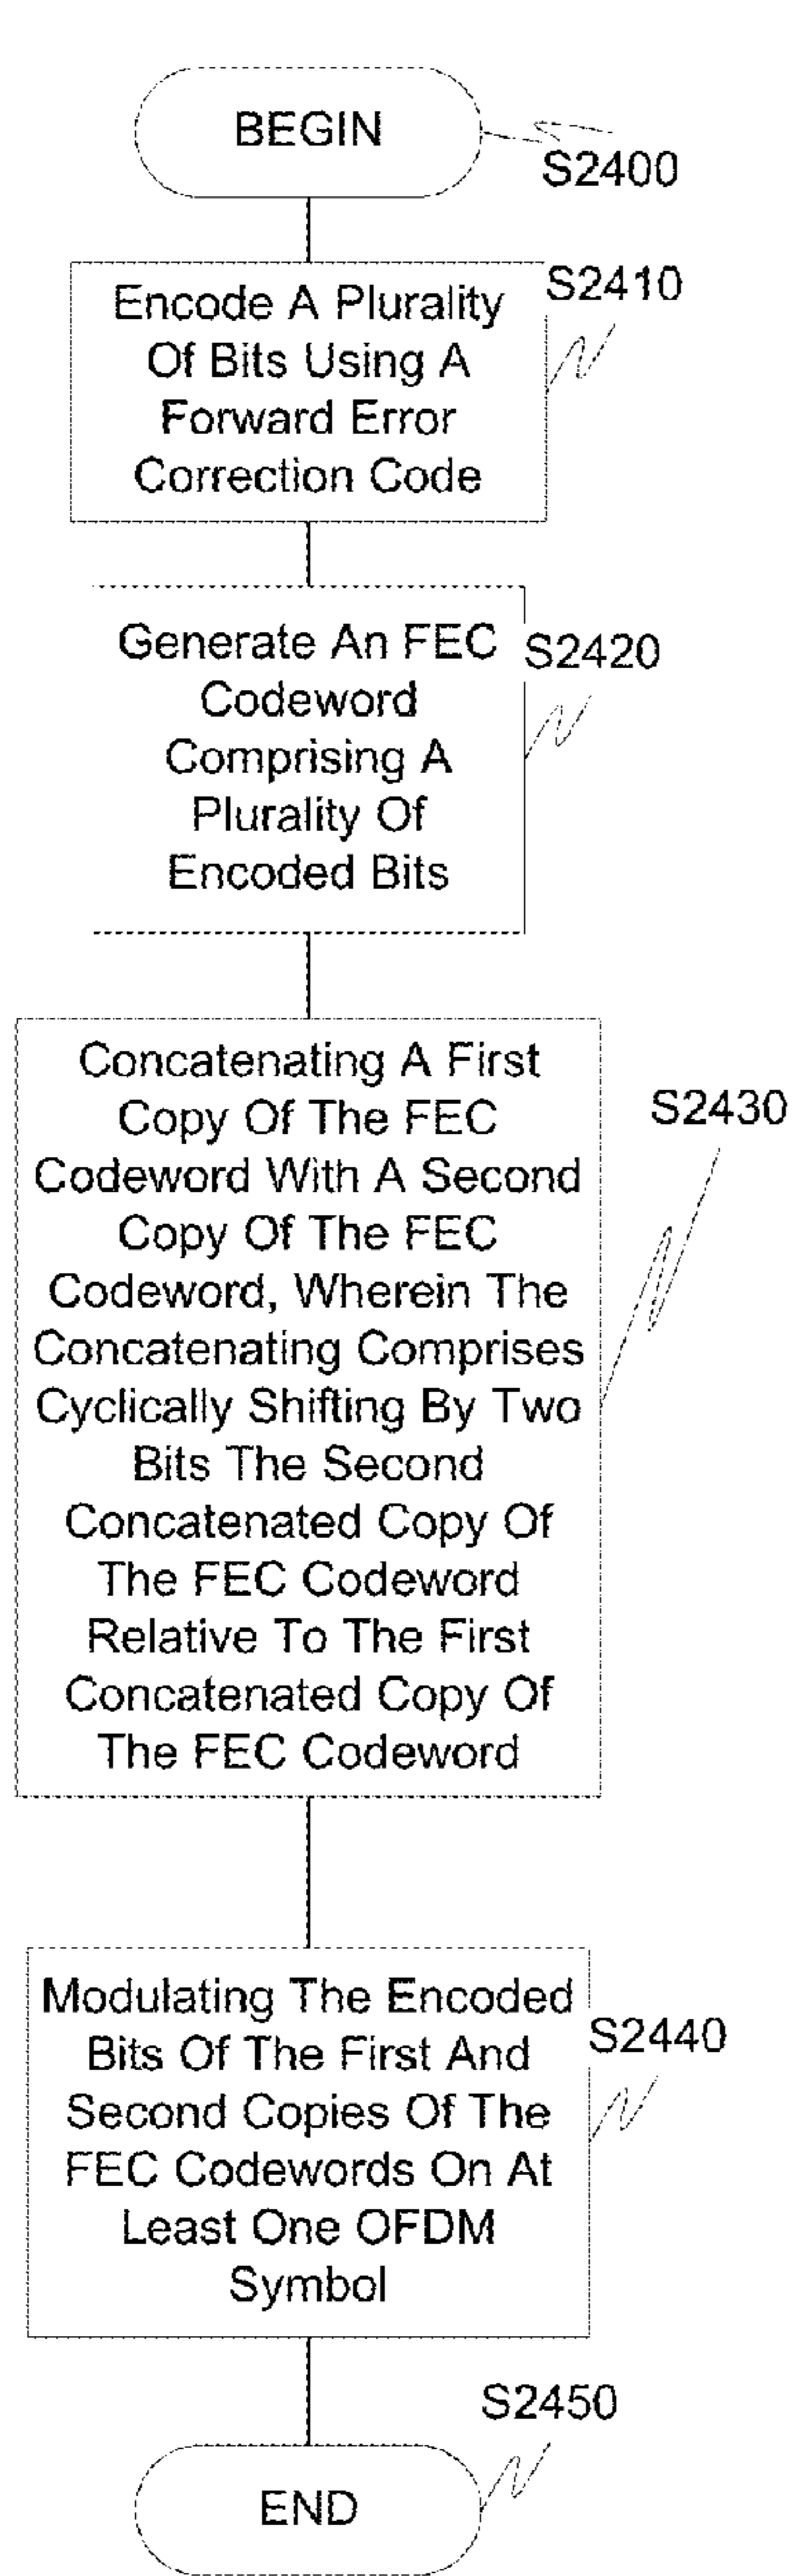 BEGIN
S2400
S2410
Encode A Plurality
Of Bits Using A
Forward Error
Correction Code
Generate An FEC
S2420
Codeword
Comprising A
Plurality Of
Encoded Bits
Concatenating A First
S2430
Copy Of The FEC
Codeword With A Second
Copy Of The FEC
Codeword, Wherein The
Concatenating Comprises
Cyclically Shifting By Two
Bits The Second
Concatenated Copy Of
The FEC Codeword
Relative To The First
Concatenated Copy Of
The FEC Codeword
Modulating The Encoded
S2440
Bits Of The First And
Second Copies Of The
FEC Codewords On At
Least One OFDM
Symbol
S2450
END